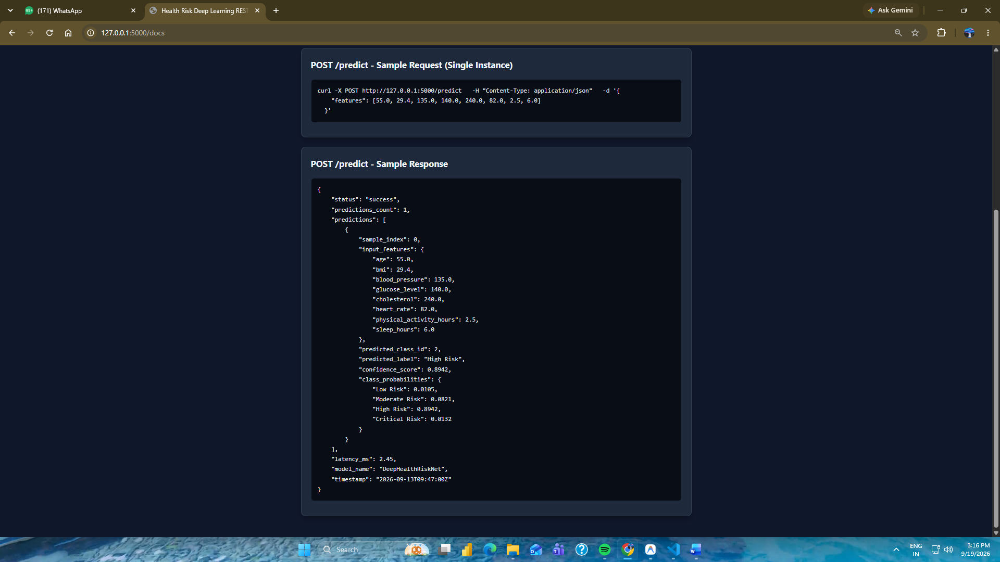 99+
(171) WhatsApp
Health Risk Deep Learning REST
Ask Gemini
127.0.0.1:5000/docs
POST /predict - Sample Request (Single Instance)
curl -X POST http://127.0.0.1:5000/predict   -H "Content-Type: application/json"   -d '{
    "features": [55.0, 29.4, 135.0, 140.0, 240.0, 82.0, 2.5, 6.0]
  }'
POST /predict - Sample Response
{
    "status": "success",
    "predictions_count": 1,
    "predictions": [
        {
            "sample_index": 0,
            "input_features": {
                "age": 55.0,
                "bmi": 29.4,
                "blood_pressure": 135.0,
                "glucose_level": 140.0,
                "cholesterol": 240.0,
                "heart_rate": 82.0,
                "physical_activity_hours": 2.5,
                "sleep_hours": 6.0
            },
            "predicted_class_id": 2,
            "predicted_label": "High Risk",
            "confidence_score": 0.8942,
            "class_probabilities": {
                "Low Risk": 0.0105,
                "Moderate Risk": 0.0821,
                "High Risk": 0.8942,
                "Critical Risk": 0.0132
            }
        }
    ],
    "latency_ms": 2.45,
    "model_name": "DeepHealthRiskNet",
    "timestamp": "2026-09-13T09:47:00Z"
}
Search
ENG
IN
3:16 PM
9/19/2026